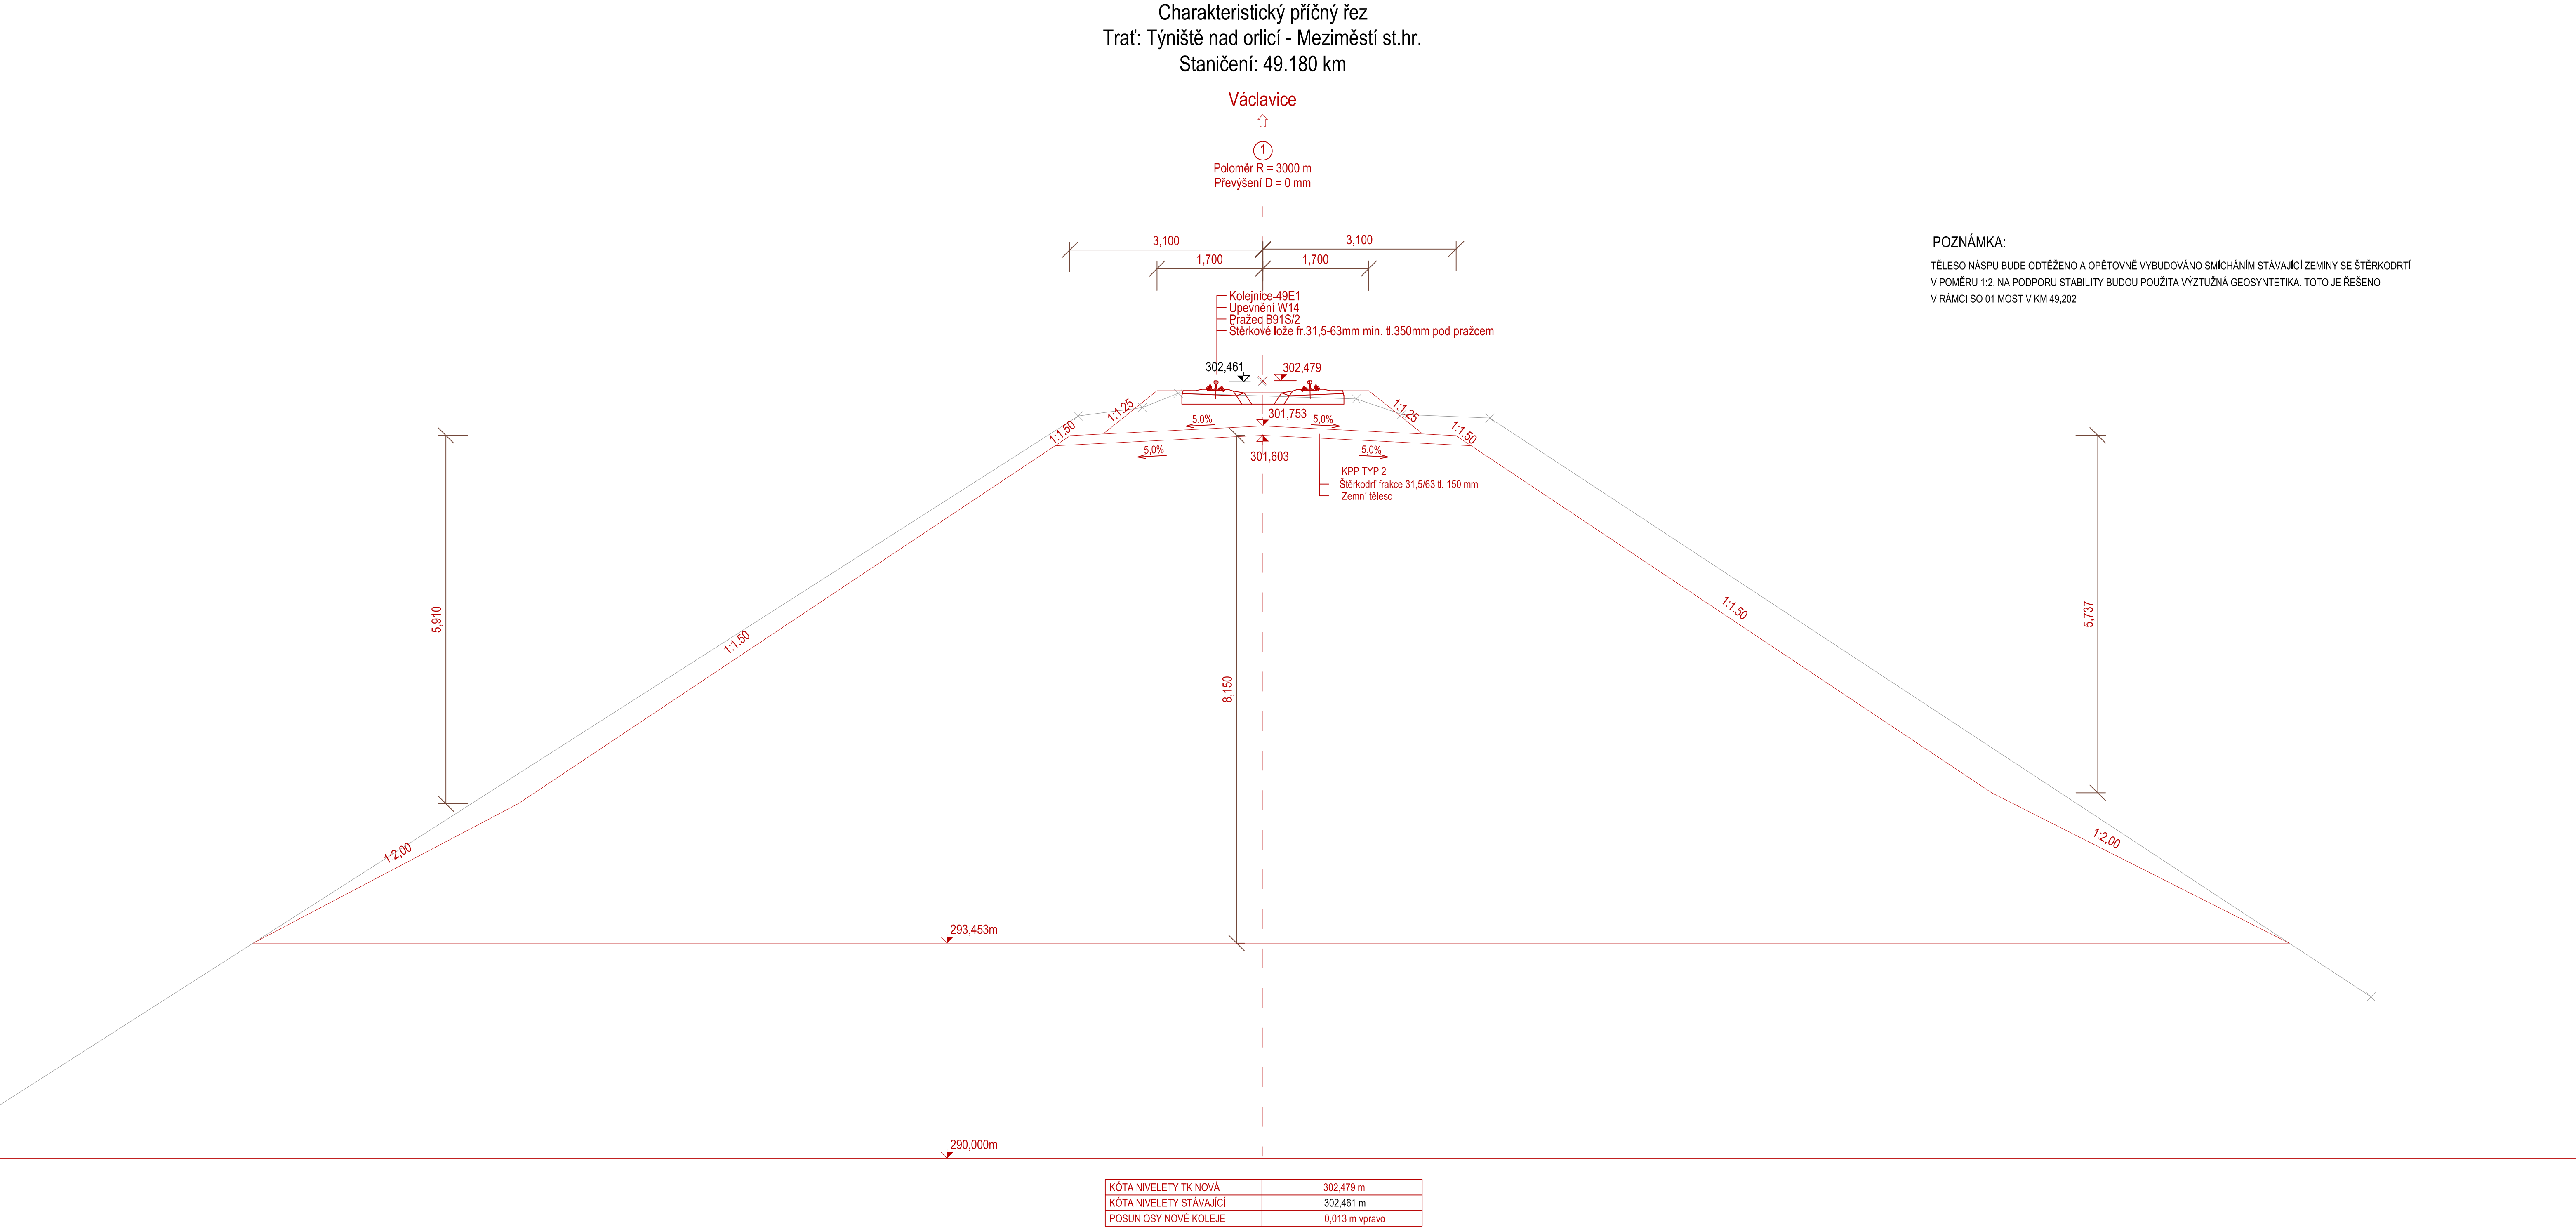 Charakteristický příčný řez
Trať: Týniště nad orlicí - Meziměstí st.hr.
Staničení: 49.180 km
Václavice
1
Poloměr R = 3000 m
Převýšení D = 0 mm
3,100
3,100
1,700
1,700
POZNÁMKA:
TĚLESO NÁSPU BUDE ODTĚŽENO A OPĚTOVNĚ VYBUDOVÁNO SMÍCHÁNÍM STÁVAJÍCÍ ZEMINY SE ŠTĚRKODRTÍ
V POMĚRU 1:2, NA PODPORU STABILITY BUDOU POUŽITA VÝZTUŽNÁ GEOSYNTETIKA. TOTO JE ŘEŠENO
V RÁMCI SO 01 MOST V KM 49,202
Kolejnice-49E1
Upevnění W14
Pražec B91S/2
Štěrkové lože fr.31,5-63mm min. tl.350mm pod pražcem
302,461
302,479
1:1.25
1:1.25
301,753
5,0%
5,0%
1:1.50
1:1.50
5,0%
5,0%
301,603
KPP TYP 2
Štěrkodrť frakce 31,5/63 tl. 150 mm
Zemní těleso
5,910
1:1.50
8,150
1:1.50
5,737
1:2,00
1:2,00
293,453m
290,000m
KÓTA NIVELETY TK NOVÁ 302,479 m
KÓTA NIVELETY STÁVAJÍCÍ 302,461 m
POSUN OSY NOVÉ KOLEJE 0,013 m vpravo